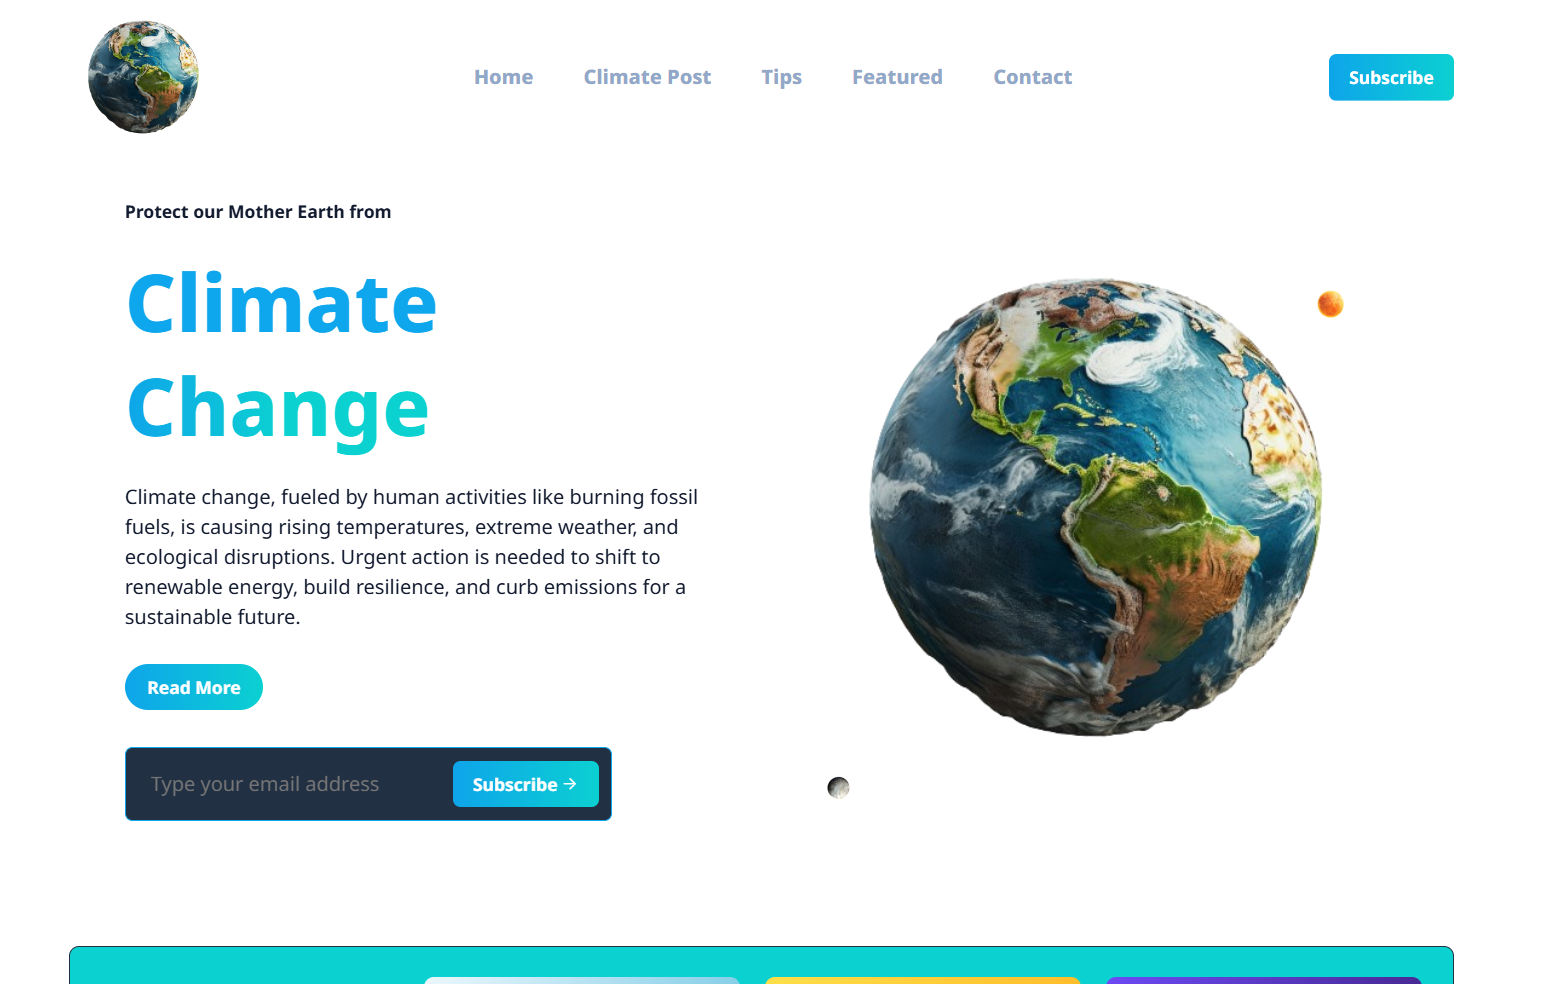 Home
Climate Post
Tips
Featured
Contact
Subscribe
Protect our Mother Earth from
Climate
Change
Climate change, fueled by human activities like burning fossil
fuels, is causing rising temperatures, extreme weather, and
ecological disruptions. Urgent action is needed to shift to
renewable energy, build resilience, and curb emissions for a
sustainable future.
Read More
Type your email address
Subscribe →